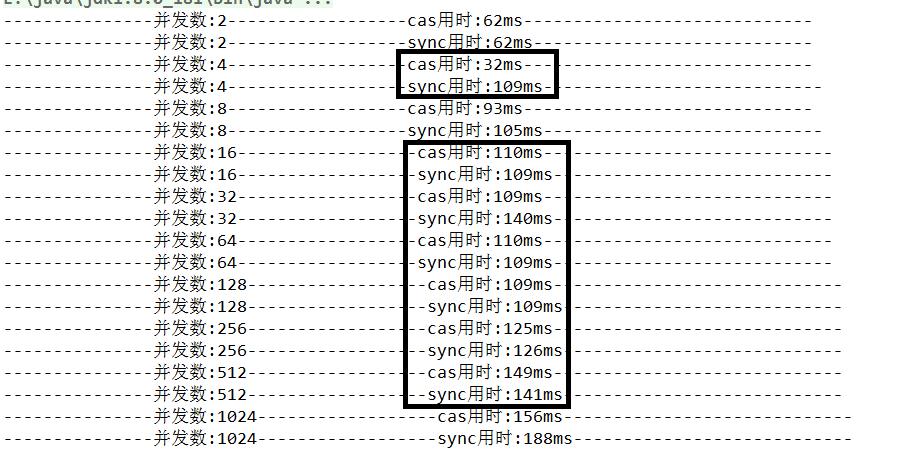 ---------------并发数:2------------------cas用时:62ms---------------------------
---------------并发数:2------------------sync用时:62ms----------------------------
---------------并发数:4------------------cas用时:32ms-----------------------------
---------------并发数:4------------------sync用时:109ms---------------------------
---------------并发数:8------------------cas用时:93ms-----------------------------
---------------并发数:8------------------sync用时:105ms----------------------------
---------------并发数:16------------------cas用时:110ms-----------------------------
---------------并发数:16------------------sync用时:109ms----------------------------
---------------并发数:32------------------cas用时:109ms-----------------------------
---------------并发数:32------------------sync用时:140ms----------------------------
---------------并发数:64------------------cas用时:110ms-----------------------------
---------------并发数:64------------------sync用时:109ms----------------------------
---------------并发数:128------------------cas用时:109ms-----------------------------
---------------并发数:128------------------sync用时:109ms----------------------------
---------------并发数:256------------------cas用时:125ms-----------------------------
---------------并发数:256------------------sync用时:126ms----------------------------
---------------并发数:512------------------cas用时:149ms-----------------------------
---------------并发数:512------------------sync用时:141ms----------------------------
---------------并发数:1024------------------cas用时:156ms-----------------------------
---------------并发数:1024------------------sync用时:188ms----------------------------